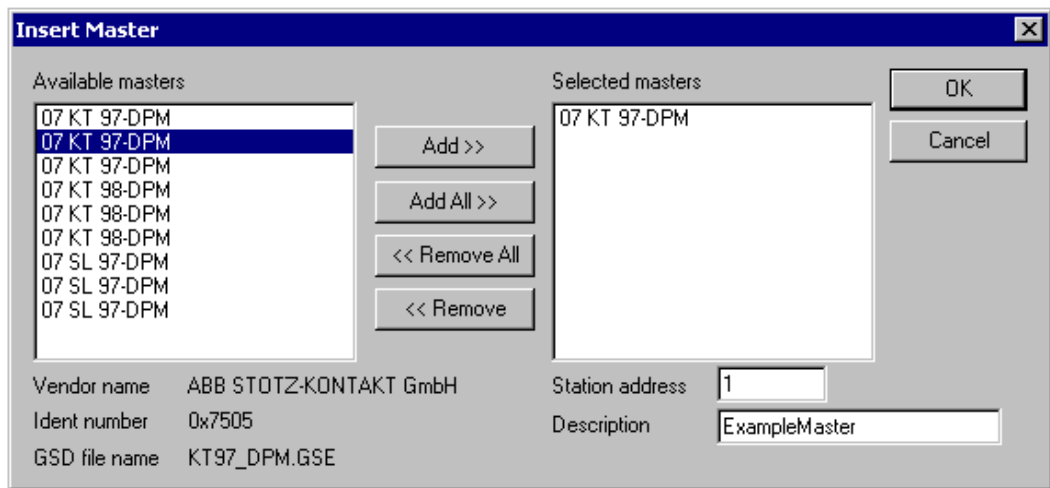 Insert Master
Available masters
07 KT 97-DPM
07 KT 97-DPM
07 KT 97-DPM
07 KT 98-DPM
07 KT 98-DPM
07 KT 98-DPM
07 SL 97-DPM
07 SL 97-DPM
07 SL 97-DPM
Add >>
Add All >>
<< Remove All
<< Remove
Selected masters
07 KT 97-DPM
OK
Cancel
Vendor name ABB STOTZ-KONTAKT GmbH
Ident number 0x7505
GSD file name KT97_DPM.GSE
Station address 1
Description ExampleMaster